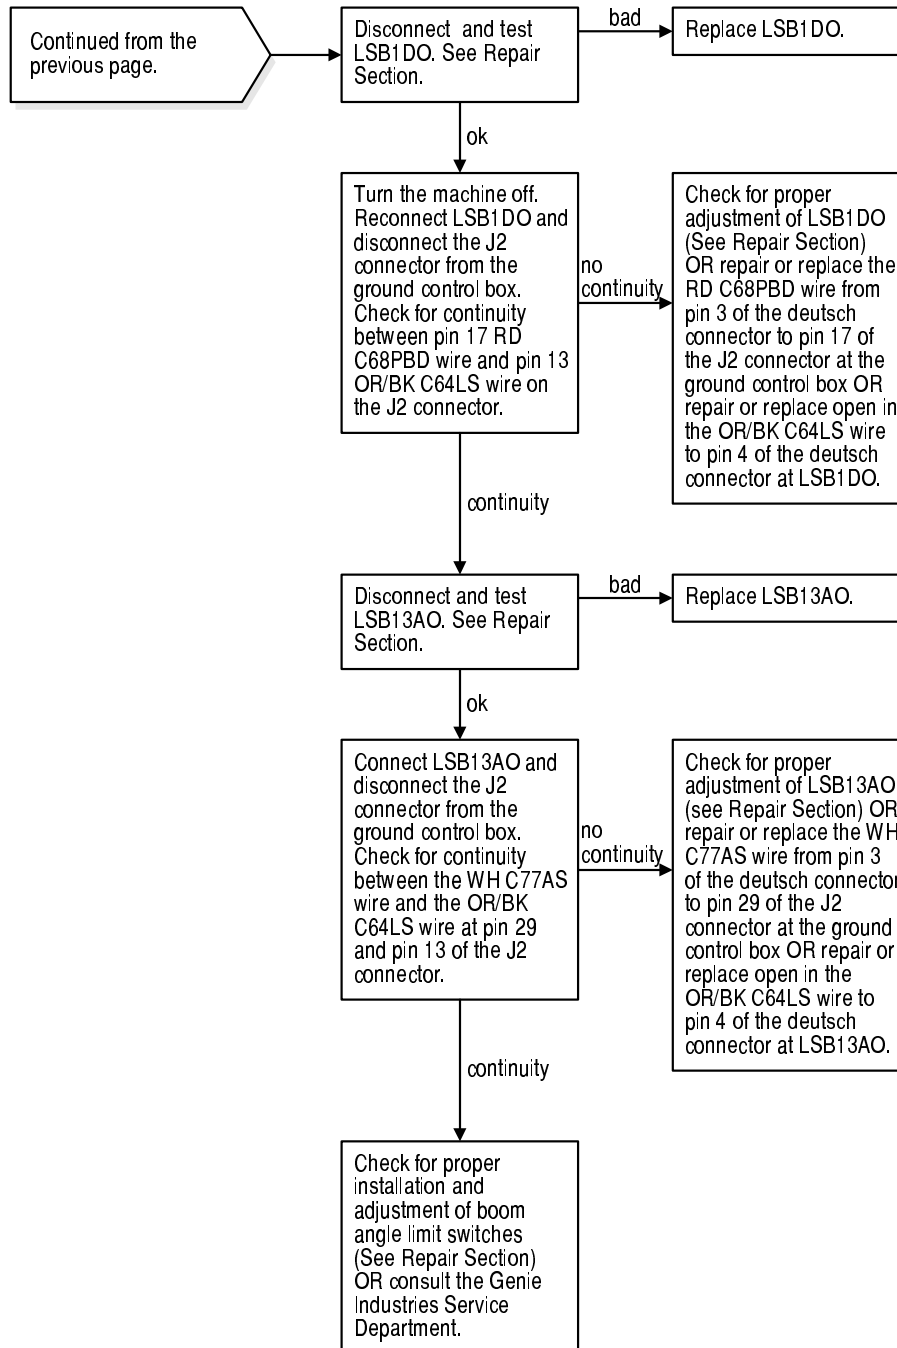 Continued from the
previous page.
Disconnect and test
LSB1DO. See Repair
Section.
bad
Replace LSB1DO.
ok
Turn the machine off.
Reconnect LSB1DO and
disconnect the J2
connector from the
ground control box.
Check for continuity
between pin 17 RD
C68PBD wire and pin 13
OR/BK C64LS wire on
the J2 connector.
no
continuity
Check for proper
adjustment of LSB1DO
(See Repair Section)
OR repair or replace the
RD C68PBD wire from
pin 3 of the deutsch
connector to pin 17 of
the J2 connector at the
ground control box OR
repair or replace open in
the OR/BK C64LS wire
to pin 4 of the deutsch
connector at LSB1DO.
continuity
Disconnect and test
LSB13AO. See Repair
Section.
bad
Replace LSB13AO.
ok
Connect LSB13AO and
disconnect the J2
connector from the
ground control box.
Check for continuity
between the WH C77AS
wire and the OR/BK
C64LS wire at pin 29
and pin 13 of the J2
connector.
no
continuity
Check for proper
adjustment of LSB13AO
(see Repair Section) OR
repair or replace the WH
C77AS wire from pin 3
of the deutsch connector
to pin 29 of the J2
connector at the ground
control box OR repair or
replace open in the
OR/BK C64LS wire to
pin 4 of the deutsch
connector at LSB13AO.
continuity
Check for proper
installation and
adjustment of boom
angle limit switches
(See Repair Section)
OR consult the Genie
Industries Service
Department.